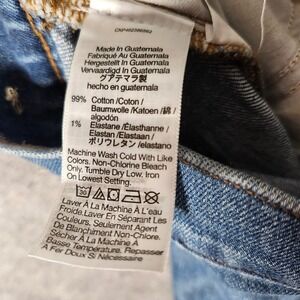 Made In Guatemala
Fabriqué Au Guatemala
Hergestellt In Guatemala
Vervaardigd In Guatemala
グアテマラ製
hecho en guatemala
99% Cotton /Coton /
Baumwolle /Katoen /綿/
algodón
1% Elastane /Élasthanne /
Elastan /Elastaan /
ポリウレタン /elastano
Machine Wash Cold With Like
Colors. Non-Chlorine Bleach
Only. Tumble Dry Low, Iron
On Lowest Setting.
Laver À La Machine À L'eau
Froide.Laver En Séparant Les
Couleurs. Seulement Agent
De Blanchiment Non-Chlore.
Séchage En Machine À
Basse Température. Repasser
À Fer Doux Si Nécessaire